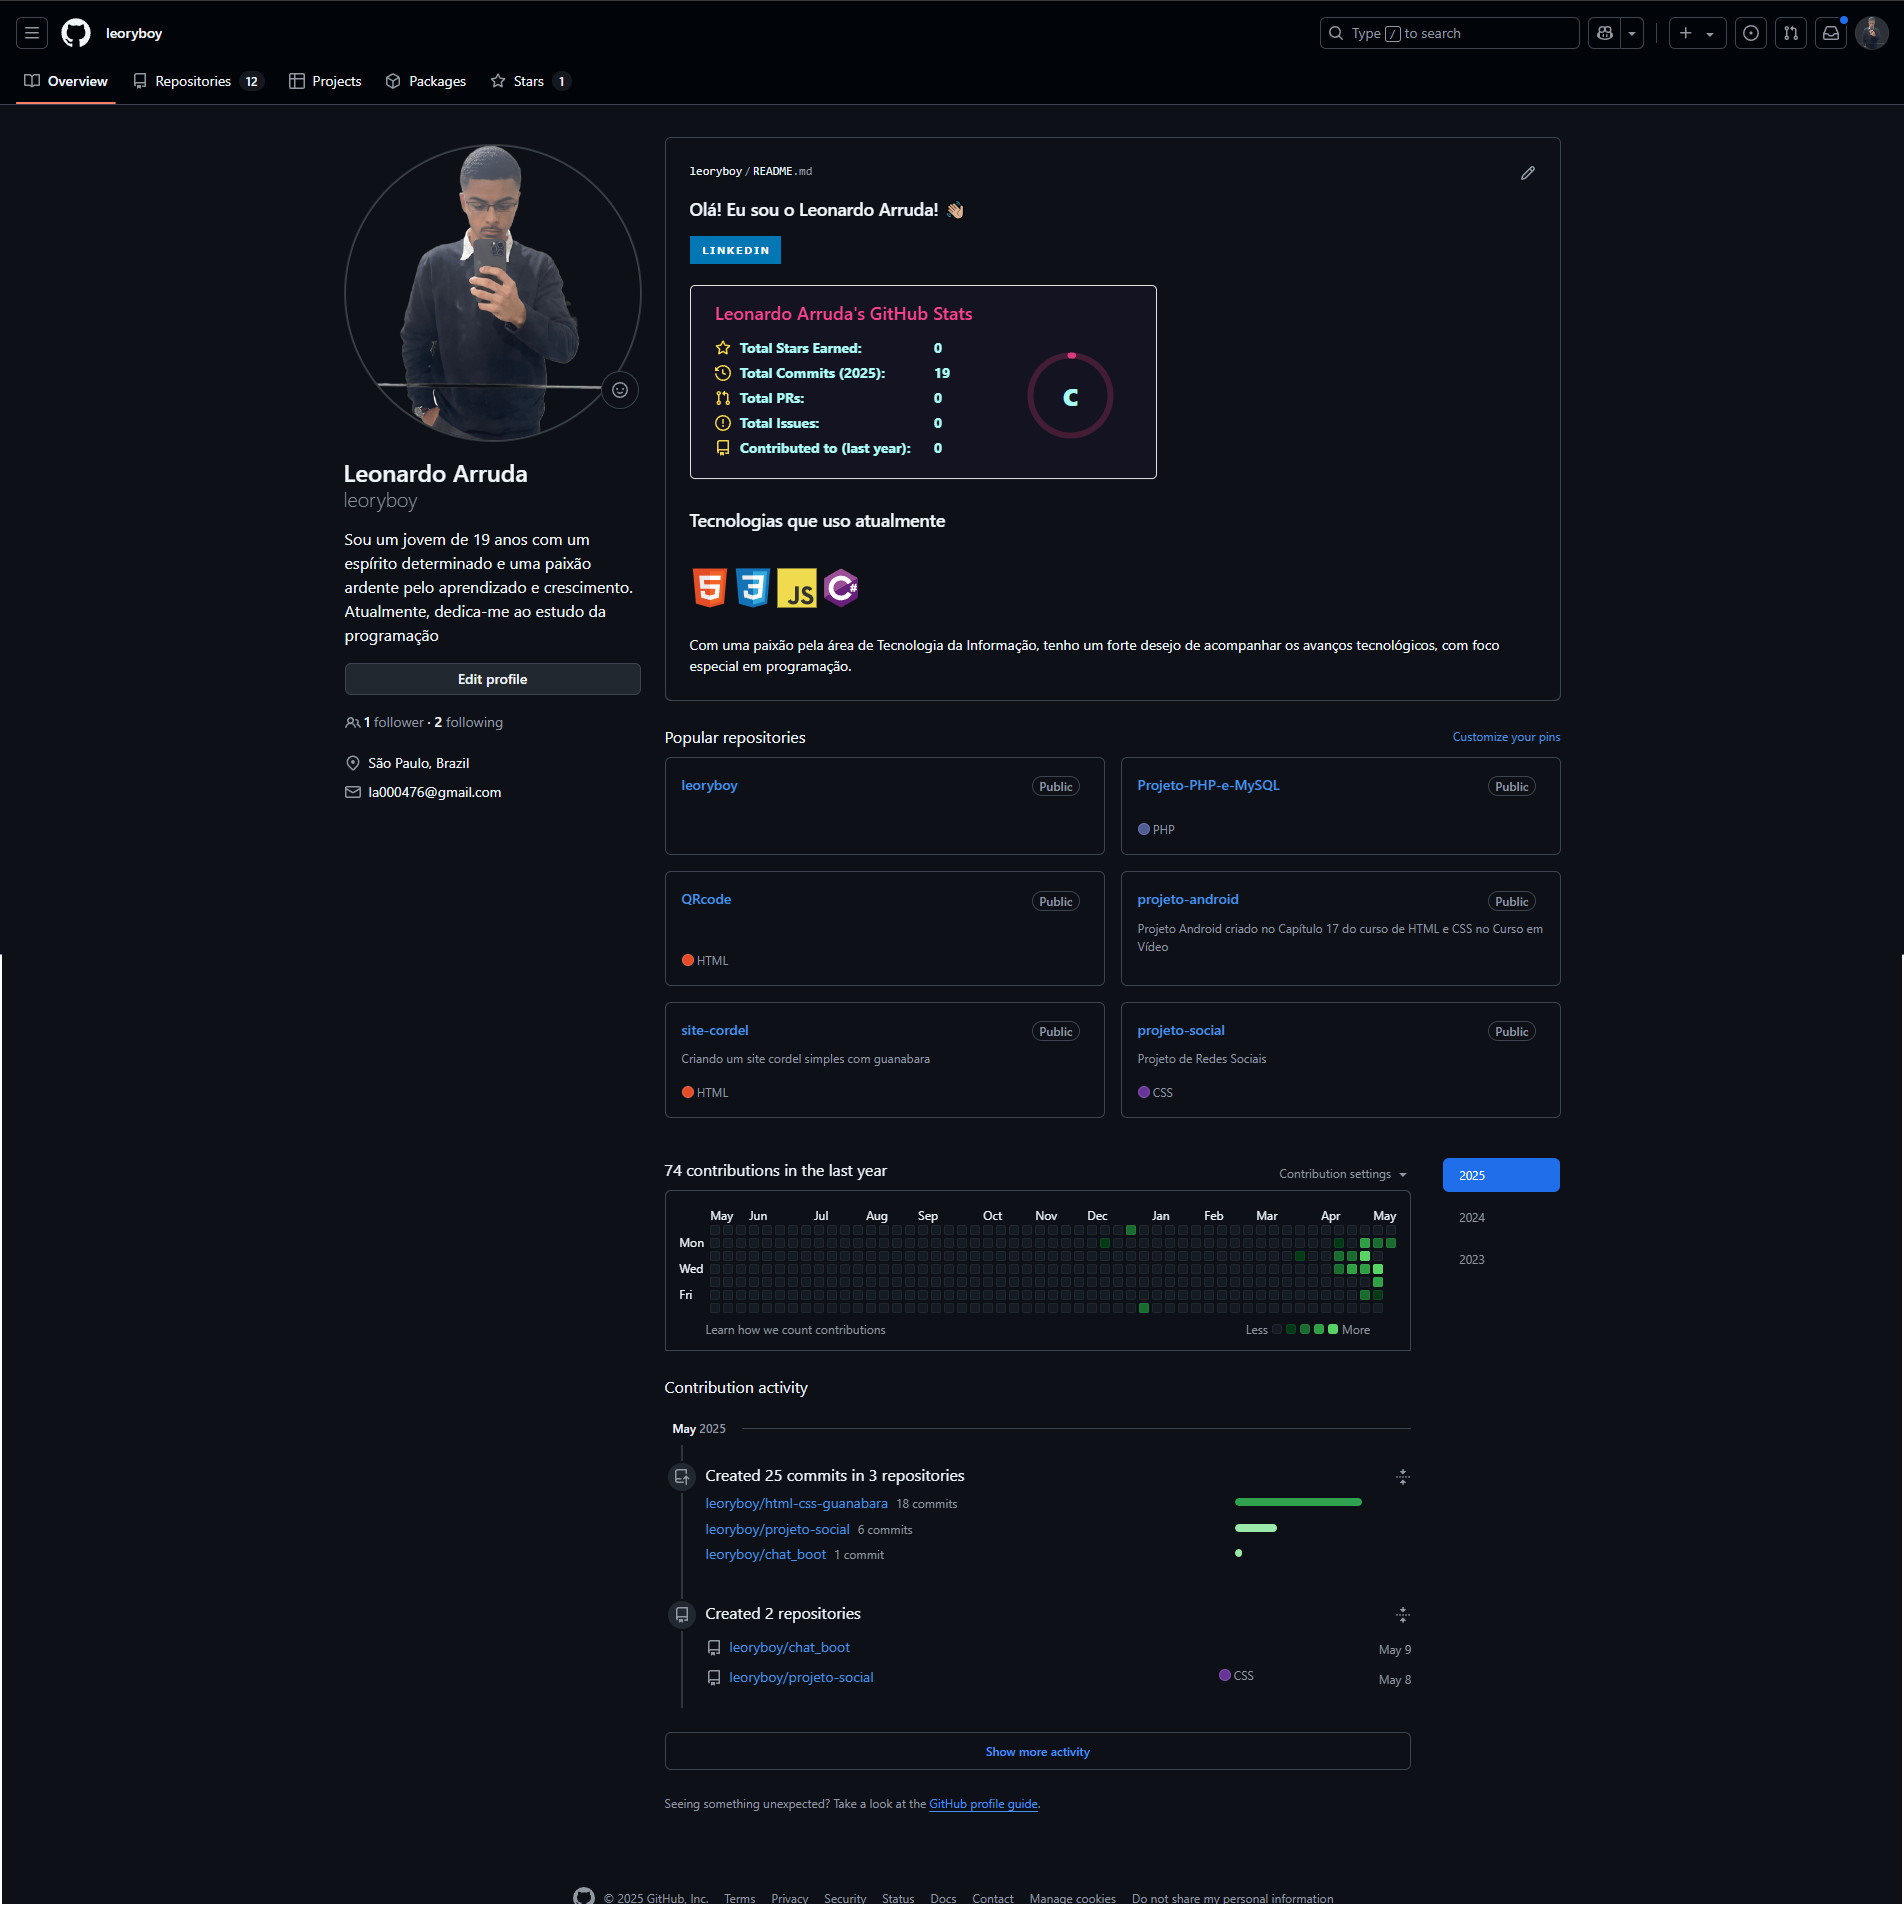 leoryboy
Type / to search
Overview
Repositories 12
Projects
Packages
Stars 1
Leonardo Arruda
leoryboy
Sou um jovem de 19 anos com um
espírito determinado e uma paixão
ardente pelo aprendizado e crescimento.
Atualmente, dedica-me ao estudo da
programação
Edit profile
1 follower · 2 following
São Paulo, Brazil
la000476@gmail.com
leoryboy/README.md
Olá! Eu sou o Leonardo Arruda! 👋🏽
LINKEDIN
Leonardo Arruda's GitHub Stats
Total Stars Earned: 0
Total Commits (2025): 19
Total PRs: 0
Total Issues: 0
Contributed to (last year): 0
C
Tecnologias que uso atualmente
5 3 JS C#
Com uma paixão pela área de Tecnologia da Informação, tenho um forte desejo de acompanhar os avanços tecnológicos, com foco
especial em programação.
Popular repositories
Customize your pins
leoryboy Public
Projeto-PHP-e-MySQL Public
PHP
QRcode Public
HTML
projeto-android Public
Projeto Android criado no Capítulo 17 do curso de HTML e CSS no Curso em
Vídeo
site-cordel Public
Criando um site cordel simples com guanabara
HTML
projeto-social Public
Projeto de Redes Sociais
CSS
74 contributions in the last year
Contribution settings
2025
2024
2023
May Jun Jul Aug Sep Oct Nov Dec Jan Feb Mar Apr May
Mon
Wed
Fri
Learn how we count contributions
Less More
Contribution activity
May 2025
Created 25 commits in 3 repositories
leoryboy/html-css-guanabara 18 commits
leoryboy/projeto-social 6 commits
leoryboy/chat_boot 1 commit
Created 2 repositories
leoryboy/chat_boot May 9
leoryboy/projeto-social CSS May 8
Show more activity
Seeing something unexpected? Take a look at the GitHub profile guide.
© 2025 GitHub, Inc. Terms Privacy Security Status Docs Contact Manage cookies Do not share my personal information